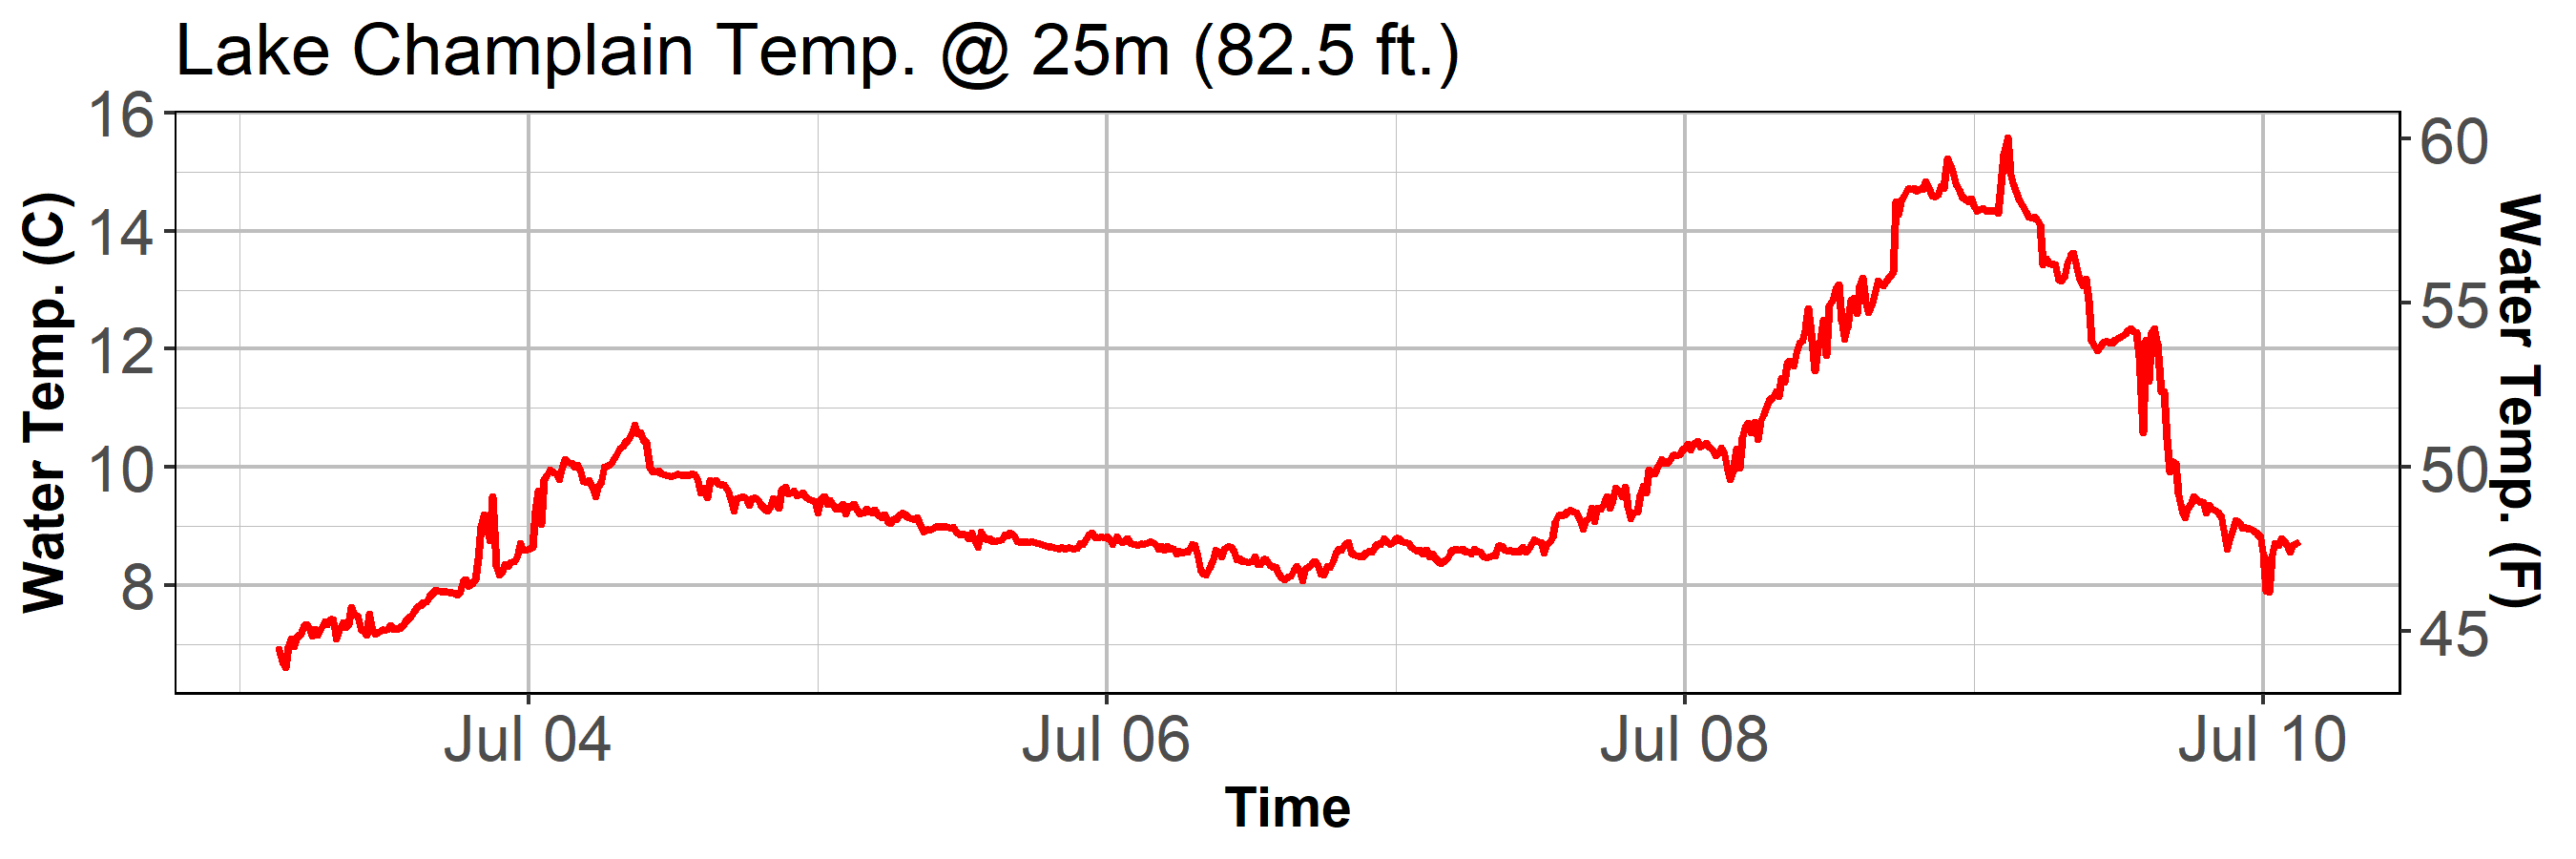 Lake Champlain Temp. @ 25m (82.5 ft.)
16
14
12
10
8
Water Temp. (C)
60
55
50
45
Water Temp. (F)
Jul 04 Jul 06 Jul 08 Jul 10
Time